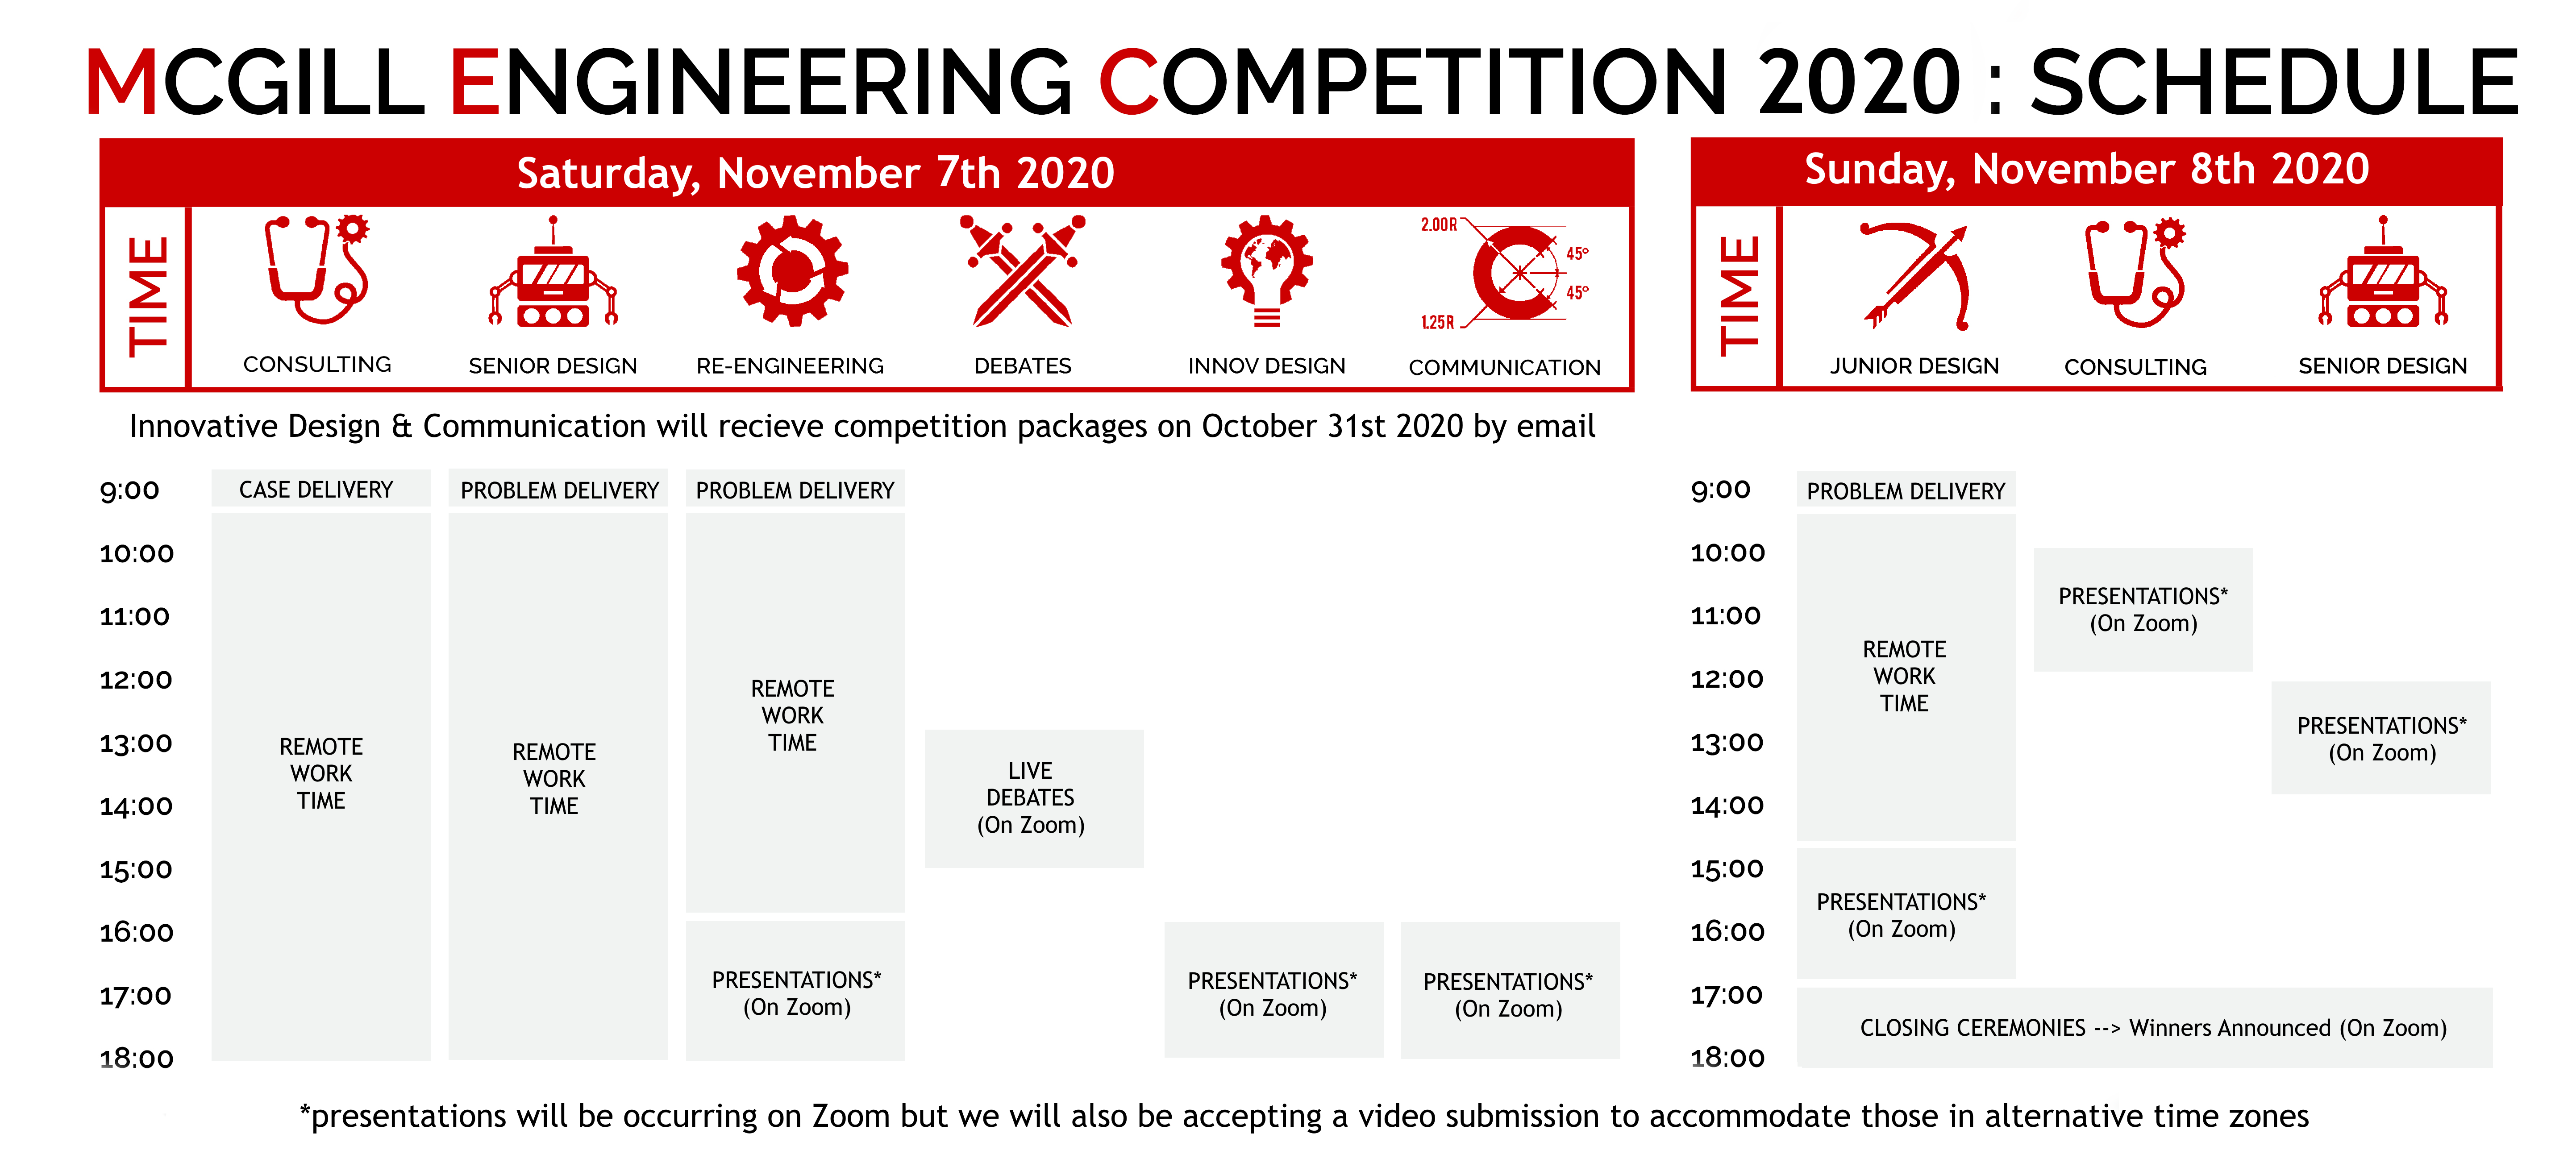 MCGILL ENGINEERING COMPETITION 2020 : SCHEDULE
Saturday, November 7th 2020
TIME
CONSULTING
SENIOR DESIGN
RE-ENGINEERING
DEBATES
INNOV DESIGN
2.00R
45°
45°
1.25R
COMMUNICATION
Innovative Design & Communication will recieve competition packages on October 31st 2020 by email
9:00
10:00
11:00
12:00
13:00
14:00
15:00
16:00
17:00
18:00
CASE DELIVERY
REMOTE
WORK
TIME
PROBLEM DELIVERY
REMOTE
WORK
TIME
PROBLEM DELIVERY
REMOTE
WORK
TIME
PRESENTATIONS*
(On Zoom)
LIVE
DEBATES
(On Zoom)
PRESENTATIONS*
(On Zoom)
PRESENTATIONS*
(On Zoom)
Sunday, November 8th 2020
TIME
JUNIOR DESIGN
CONSULTING
SENIOR DESIGN
9:00
10:00
11:00
12:00
13:00
14:00
15:00
16:00
17:00
18:00
PROBLEM DELIVERY
REMOTE
WORK
TIME
PRESENTATIONS*
(On Zoom)
PRESENTATIONS*
(On Zoom)
PRESENTATIONS*
(On Zoom)
CLOSING CEREMONIES --> Winners Announced (On Zoom)
*presentations will be occurring on Zoom but we will also be accepting a video submission to accommodate those in alternative time zones